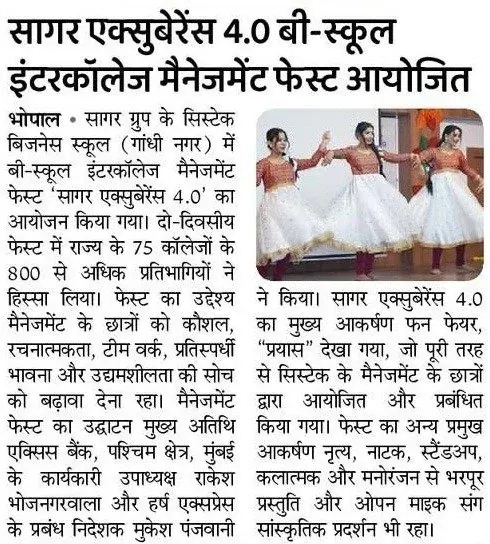 सागर एक्सुबेरेंस 4.0 बी-स्कूल
इंटरकॉलेज मैनेजमेंट फेस्ट आयोजित
भोपाल • सागर ग्रुप के सिस्टेक
बिजनेस स्कूल (गांधी नगर) में
बी-स्कूल इंटरकॉलेज मैनेजमेंट
फेस्ट 'सागर एक्सुबेरेंस 4.0' का
आयोजन किया गया। दो-दिवसीय
फेस्ट में राज्य के 75 कॉलेजों के
800 से अधिक प्रतिभागियों ने
हिस्सा लिया। फेस्ट का उद्देश्य
मैनेजमेंट के छात्रों को कौशल,
रचनात्मकता, टीम वर्क, प्रतिस्पर्धी
भावना और उद्यमशीलता की सोच
को बढ़ावा देना रहा। मैनेजमेंट
फेस्ट का उद्घाटन मुख्य अतिथि
एक्सिस बैंक, पश्चिम क्षेत्र, मुंबई
के कार्यकारी उपाध्यक्ष राकेश
भोजनगरवाला और हर्ष एक्सप्रेस
के प्रबंध निदेशक मुकेश पंजवानी
ने किया। सागर एक्सुबेरेंस 4.0
का मुख्य आकर्षण फन फेयर,
"प्रयास" देखा गया, जो पूरी तरह
से सिस्टेक के मैनेजमेंट के छात्रों
द्वारा आयोजित और प्रबंधित
किया गया। फेस्ट का अन्य प्रमुख
आकर्षण नृत्य, नाटक, स्टैंडअप,
कलात्मक और मनोरंजन से भरपूर
प्रस्तुति और ओपन माइक संग
सांस्कृतिक प्रदर्शन भी रहा।